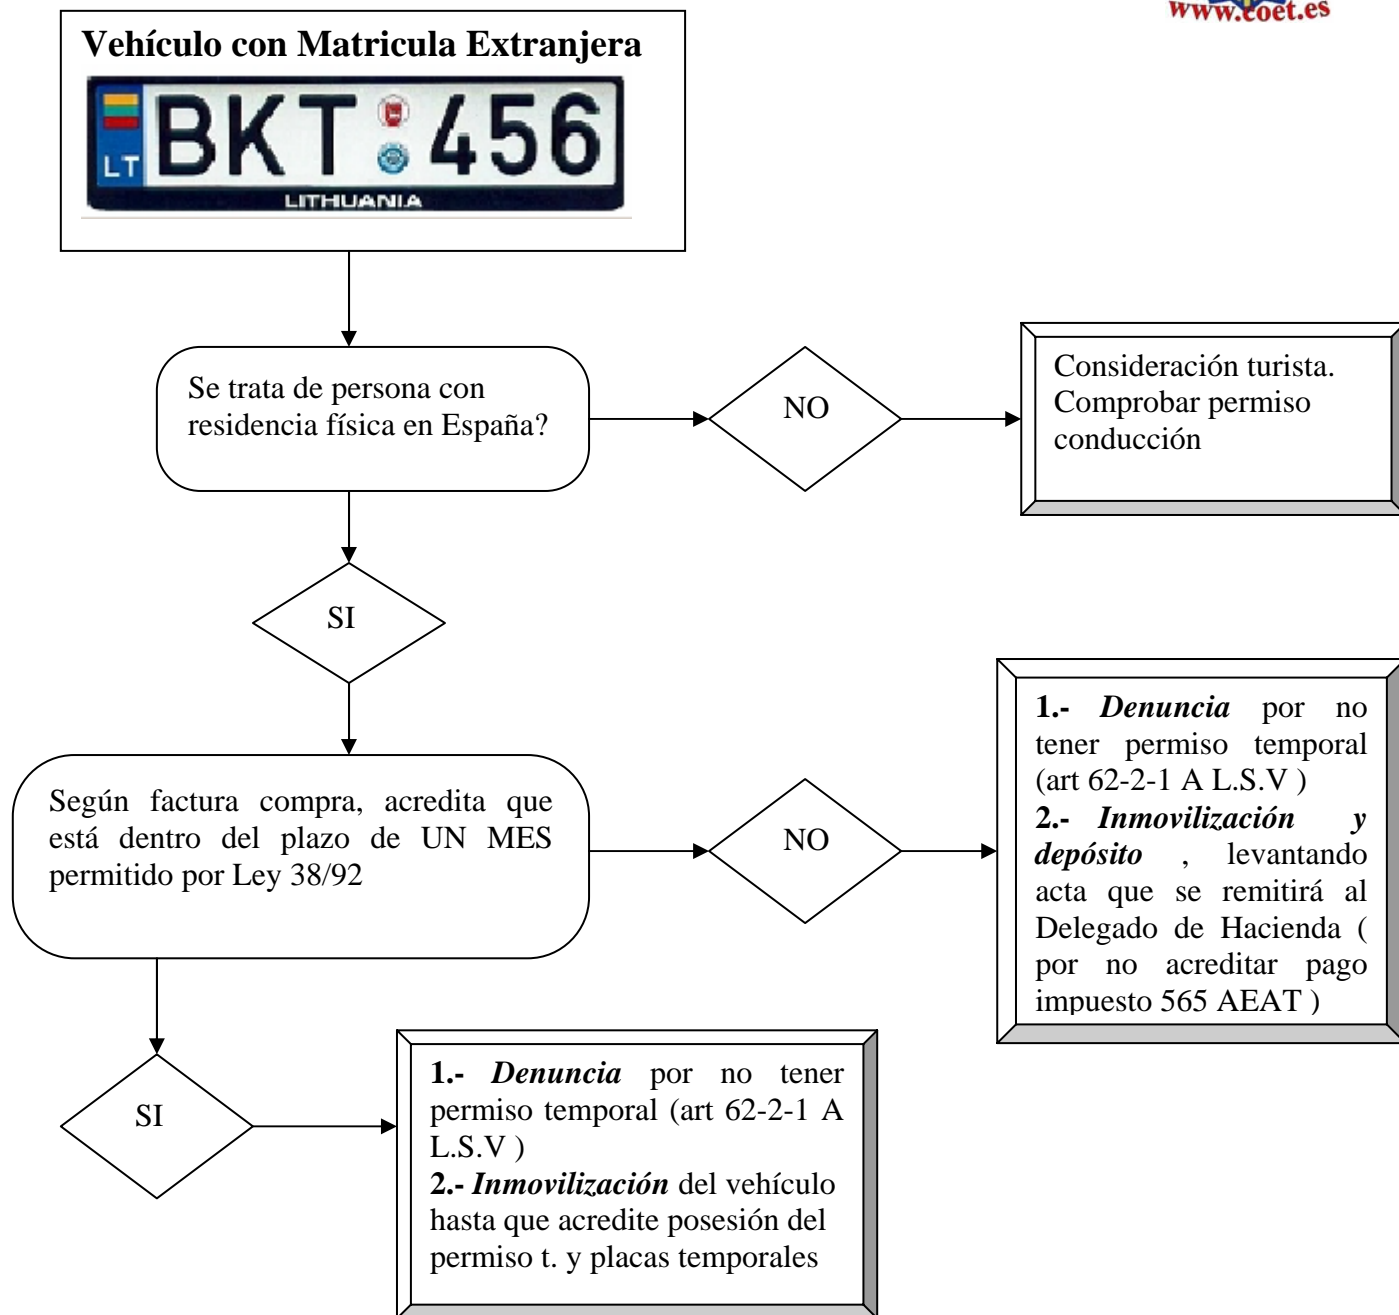 www.coet.es
Vehículo con Matricula Extranjera
LT BKT 456
LITHUANIA
Se trata de persona con
residencia física en España?
NO
Consideración turista.
Comprobar permiso
conducción
SI
Según factura compra, acredita que
está dentro del plazo de UN MES
permitido por Ley 38/92
NO
1.- Denuncia por no
tener permiso temporal
(art 62-2-1 A L.S.V )
2.- Inmovilización y
depósito , levantando
acta que se remitirá al
Delegado de Hacienda (
por no acreditar pago
impuesto 565 AEAT )
SI
1.- Denuncia por no tener
permiso temporal (art 62-2-1 A
L.S.V )
2.- Inmovilización del vehículo
hasta que acredite posesión del
permiso t. y placas temporales